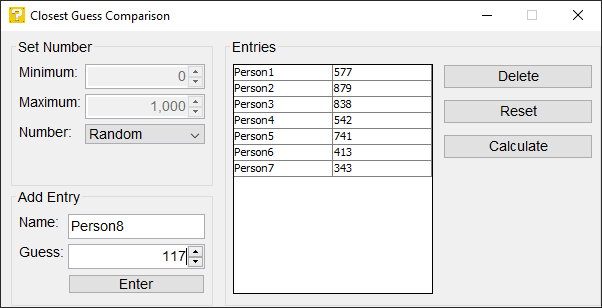 Closest Guess Comparison
Set Number
Minimum: 0
Maximum: 1,000
Number: Random
Add Entry
Name: Person8
Guess: 117
Enter
Entries
Person1 577
Person2 879
Person3 838
Person4 542
Person5 741
Person6 413
Person7 343
Delete
Reset
Calculate